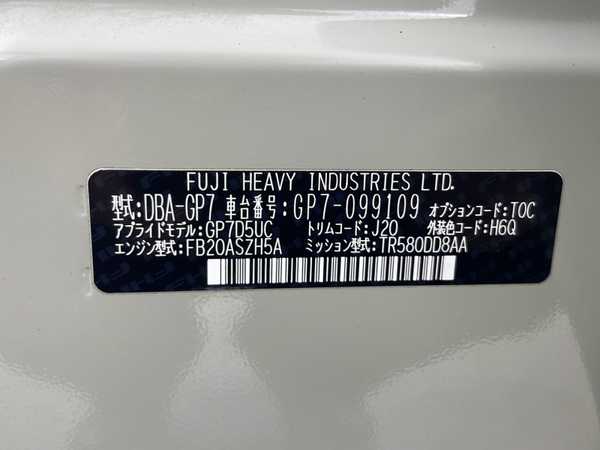 FUJI HEAVY INDUSTRIES LTD.
型式:DBA-GP7 車台番号:GP7-099109 オプションコード:TOC
アプライドモデル:GP7D5UC トリムコード:J20 外装色コード:H6Q
エンジン型式:FB20ASZH5A ミッション型式:TR580DD8AA